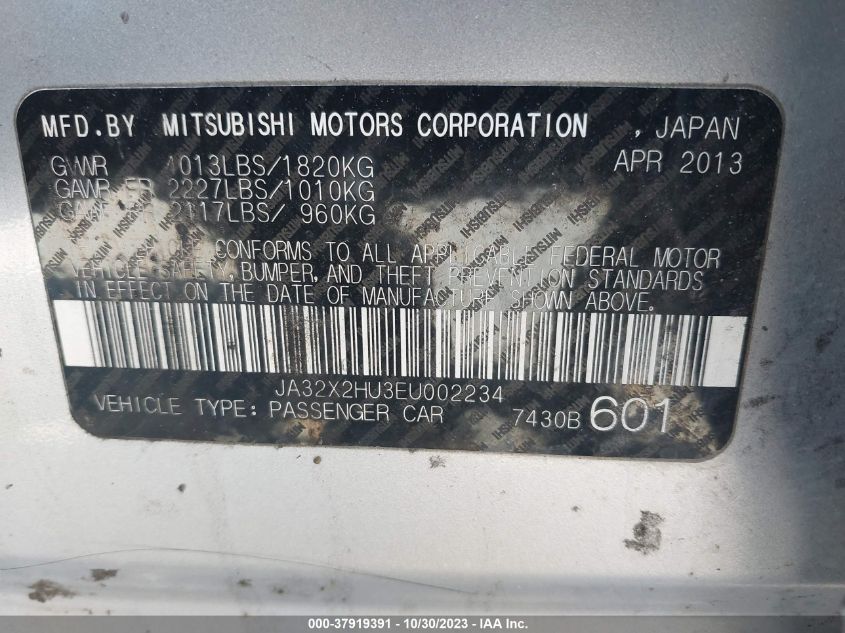 MFD.BY MITSUBISHI MOTORS CORPORATION , JAPAN
GVWR 4013LBS/1820KG APR 2013
GAWR FR 2227LBS/1010KG
2117LBS/ 960KG
CONFORMS TO ALL APPLICABLE FEDERAL MOTOR
VEHICLE SAFETY, BUMPER, AND THEFT PREVENTION STANDARDS
IN EFFECT ON THE DATE OF MANUFACTURE SHOWN ABOVE.
JA32X2HU3EU002234
VEHICLE TYPE: PASSENGER CAR 7430B 601
000-37919391 - 10/30/2023 - IAA Inc.